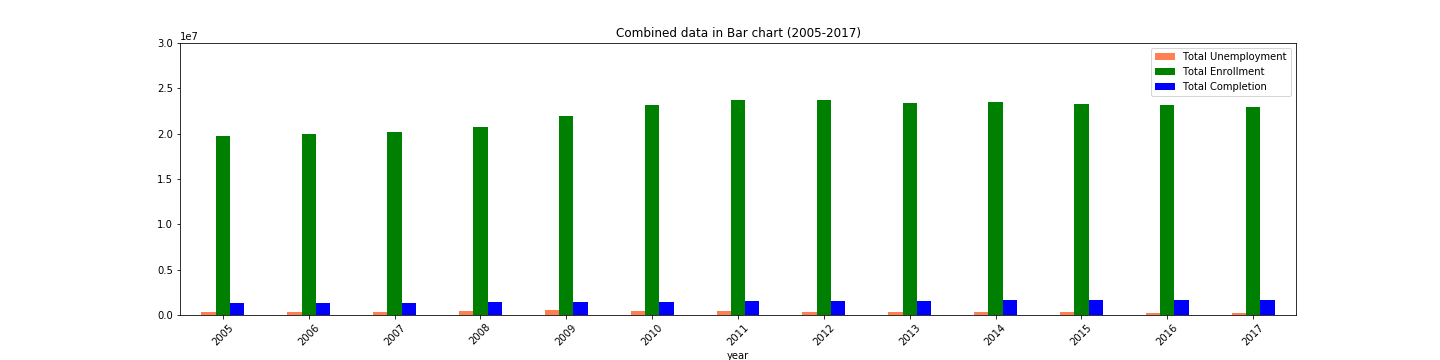 Combined data in Bar chart (2005-2017)
1e7
3.0
2.5
2.0
1.5
1.0
0.5
0.0
Total Unemployment
Total Enrollment
Total Completion
2005 2006 2007 2008 2009 2010 2011 2012 2013 2014 2015 2016 2017
year